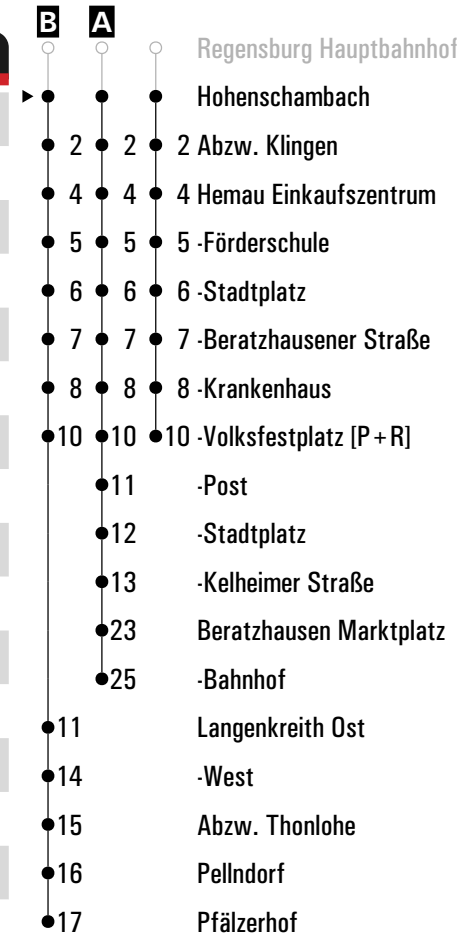 B A
Regensburg Hauptbahnhof
Hohenschambach
2 2 2 Abzw. Klingen
4 4 4 Hemau Einkaufszentrum
5 5 5 -Förderschule
6 6 6 -Stadtplatz
7 7 7 -Beratzhausener Straße
8 8 8 -Krankenhaus
10 10 10 -Volksfestplatz [P+R]
11 -Post
12 -Stadtplatz
13 -Kelheimer Straße
23 Beratzhausen Marktplatz
25 -Bahnhof
11 Langenkreith Ost
14 -West
15 Abzw. Thonlohe
16 Pellndorf
17 Pfälzerhof